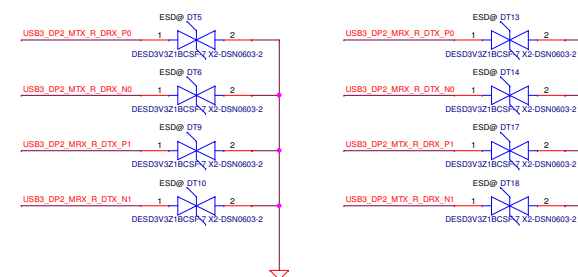 ESD@ DT5
USB3_DP2_MTX_R_DRX_P0 1 2
DESD3V3Z1BCSF-7 X2-DSN0603-2
ESD@ DT6
USB3_DP2_MTX_R_DRX_N0 1 2
DESD3V3Z1BCSF-7 X2-DSN0603-2
ESD@ DT9
USB3_DP2_MRX_R_DTX_P1 1 2
DESD3V3Z1BCSF-7 X2-DSN0603-2
ESD@ DT10
USB3_DP2_MRX_R_DTX_N1 1 2
DESD3V3Z1BCSF-7 X2-DSN0603-2
ESD@ DT13
USB3_DP2_MRX_R_DTX_P0 1 2
DESD3V3Z1BCSF-7 X2-DSN0603-2
ESD@ DT14
USB3_DP2_MRX_R_DTX_N0 1 2
DESD3V3Z1BCSF-7 X2-DSN0603-2
ESD@ DT17
USB3_DP2_MTX_R_DRX_P1 1 2
DESD3V3Z1BCSF-7 X2-DSN0603-2
ESD@ DT18
USB3_DP2_MTX_R_DRX_N1 1 2
DESD3V3Z1BCSF-7 X2-DSN0603-2